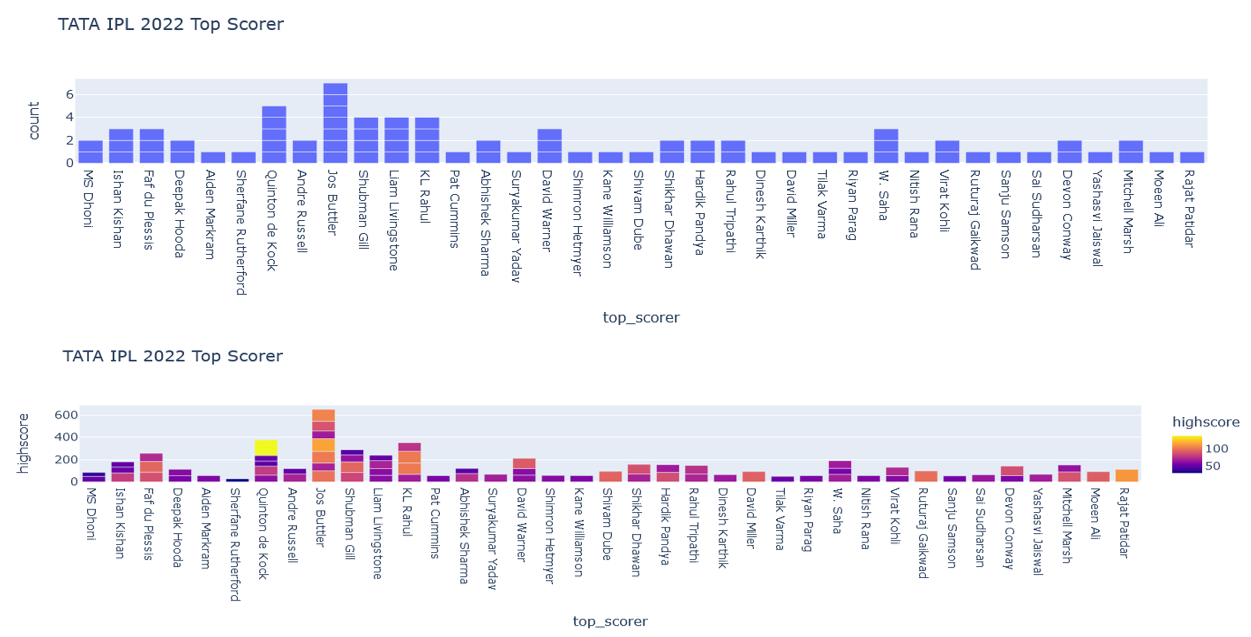 TATA IPL 2022 Top Scorer
count
6
4
2
0
MS Dhoni
Ishan Kishan
Faf du Plessis
Deepak Hooda
Aiden Markram
Sherfane Rutherford
Quinton de Kock
Andre Russell
Jos Buttler
Shubman Gill
Liam Livingstone
KL Rahul
Pat Cummins
Abhishek Sharma
Suryakumar Yadav
David Warner
Shimron Hetmyer
Kane Williamson
Shivam Dube
Shikhar Dhawan
Hardik Pandya
Rahul Tripathi
Dinesh Karthik
David Miller
Tilak Varma
Riyan Parag
W. Saha
Nitish Rana
Virat Kohli
Ruturaj Gaikwad
Sanju Samson
Sai Sudharsan
Devon Conway
Yashasvi Jaiswal
Mitchell Marsh
Moeen Ali
Rajat Patidar
top_scorer
TATA IPL 2022 Top Scorer
highscore
600
400
200
0
MS Dhoni
Ishan Kishan
Faf du Plessis
Deepak Hooda
Aiden Markram
Sherfane Rutherford
Quinton de Kock
Andre Russell
Jos Buttler
Shubman Gill
Liam Livingstone
KL Rahul
Pat Cummins
Abhishek Sharma
Suryakumar Yadav
David Warner
Shimron Hetmyer
Kane Williamson
Shivam Dube
Shikhar Dhawan
Hardik Pandya
Rahul Tripathi
Dinesh Karthik
David Miller
Tilak Varma
Riyan Parag
W. Saha
Nitish Rana
Virat Kohli
Ruturaj Gaikwad
Sanju Samson
Sai Sudharsan
Devon Conway
Yashasvi Jaiswal
Mitchell Marsh
Moeen Ali
Rajat Patidar
top_scorer
highscore
100
50